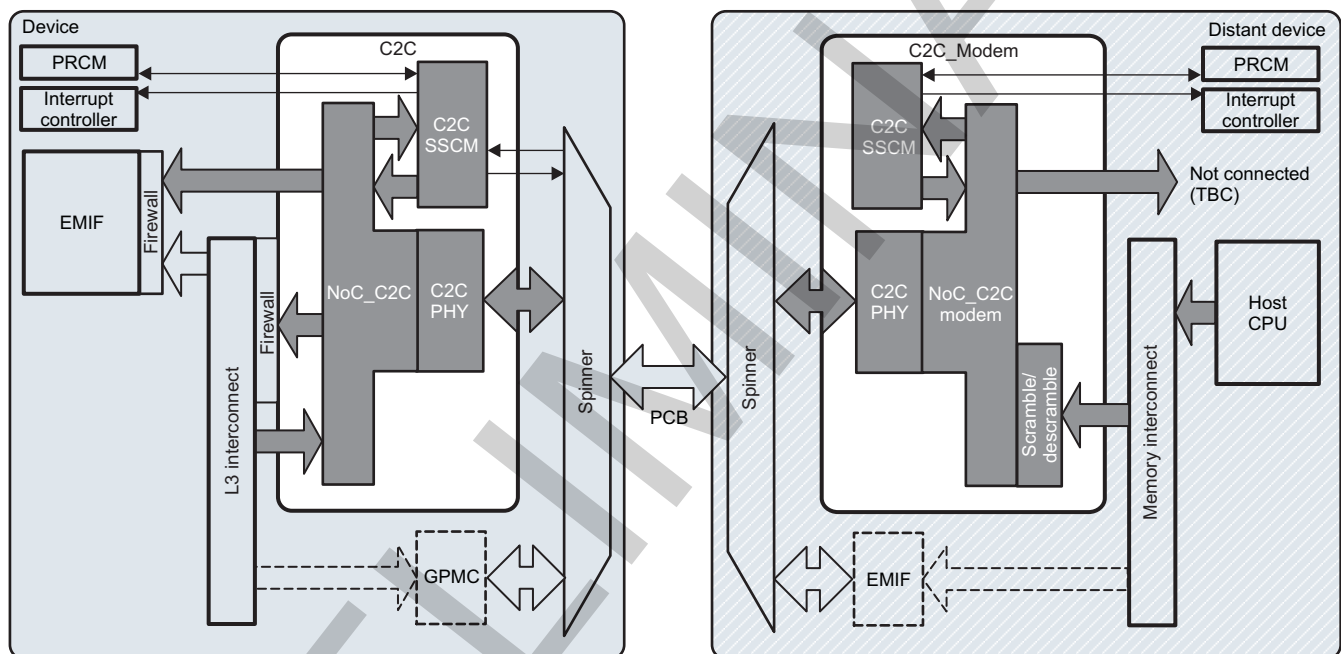 Device
PRCM
Interrupt
controller
EMIF
Firewall
L3 interconnect
Firewall
C2C
C2C
SSCM
NoC_C2C
C2C
PHY
GPMC
Spinner
PCB
Distant device
Spinner
C2C_Modem
C2C
SSCM
C2C
PHY
NoC_C2C
modem
Scramble/
descramble
EMIF
PRCM
Interrupt
controller
Not connected
(TBC)
Memory interconnect
Host
CPU